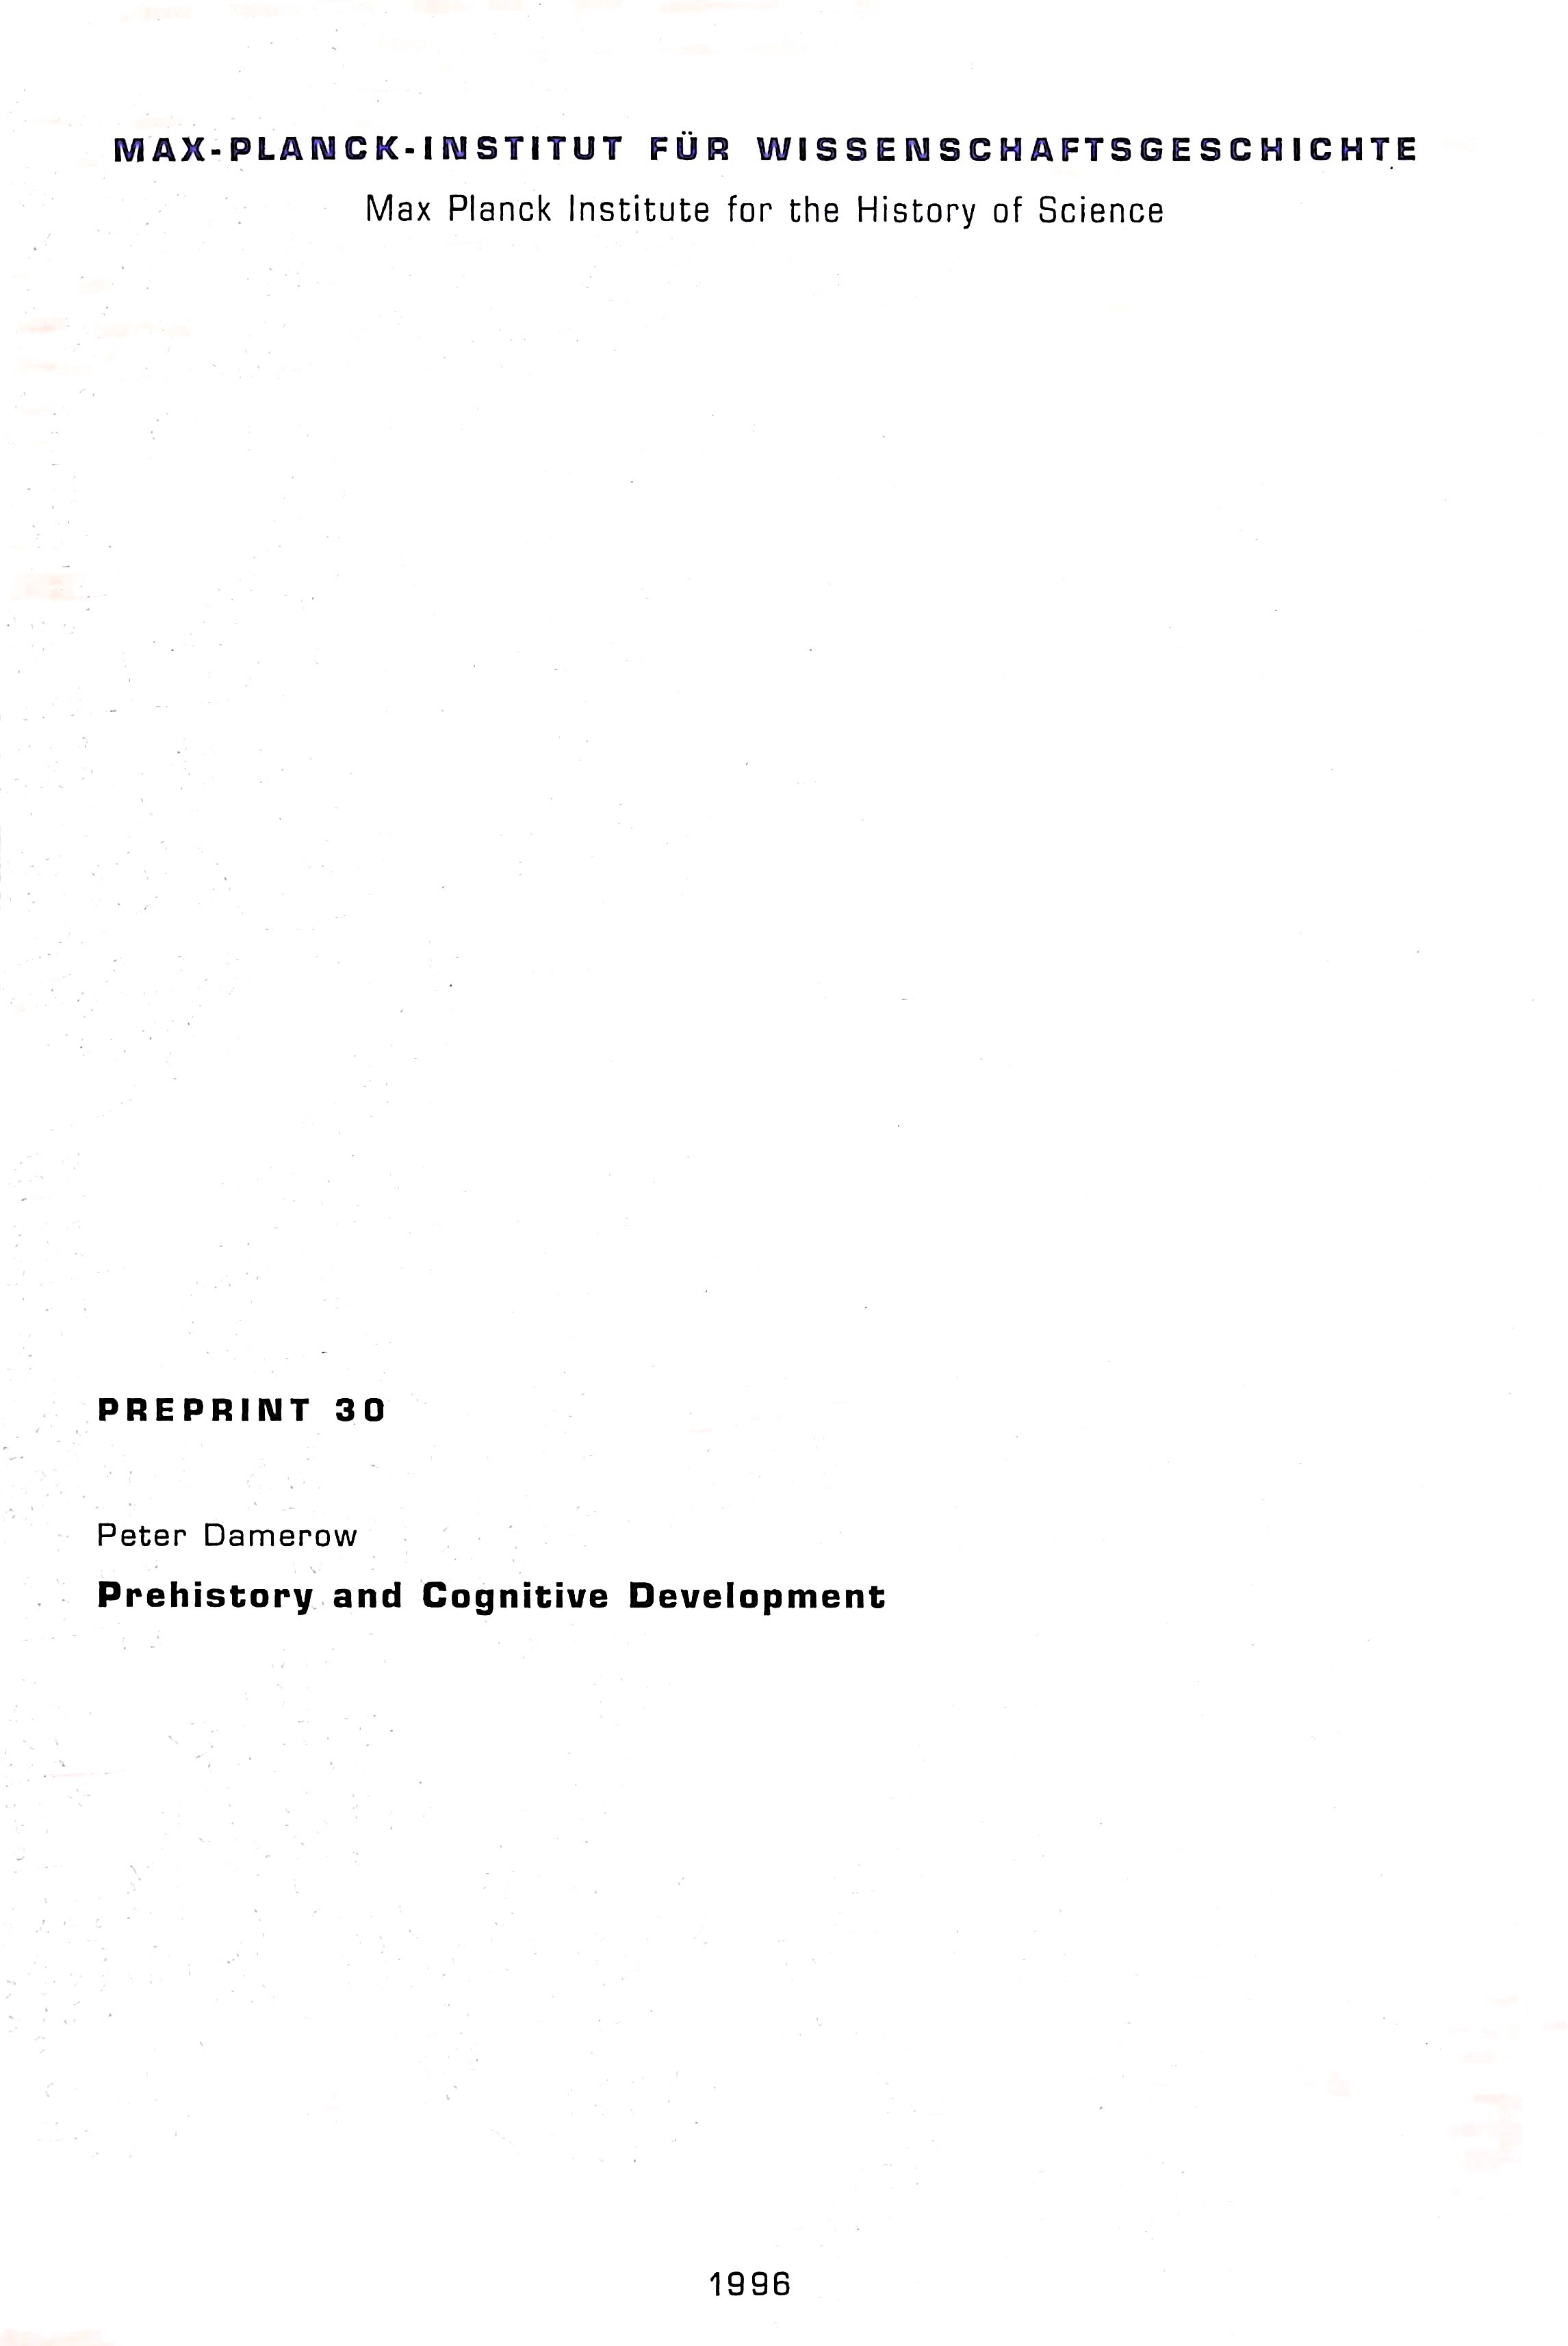 MAX-PLANCK-INSTITUT FÜR WISSENSCHAFTSGESCHICHTE
Max Planck Institute for the History of Science
PREPRINT 30
Peter Damerow
Prehistory and Cognitive Development
1996